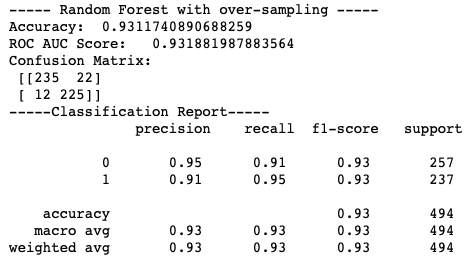 ----- Random Forest with over-sampling -----
Accuracy:  0.9311740890688259
ROC AUC Score:   0.931881987883564
Confusion Matrix:
 [[235  22]
 [ 12 225]]
-----Classification Report-----
              precision    recall  f1-score   support

           0       0.95      0.91      0.93       257
           1       0.91      0.95      0.93       237

    accuracy                           0.93       494
   macro avg       0.93      0.93      0.93       494
weighted avg       0.93      0.93      0.93       494